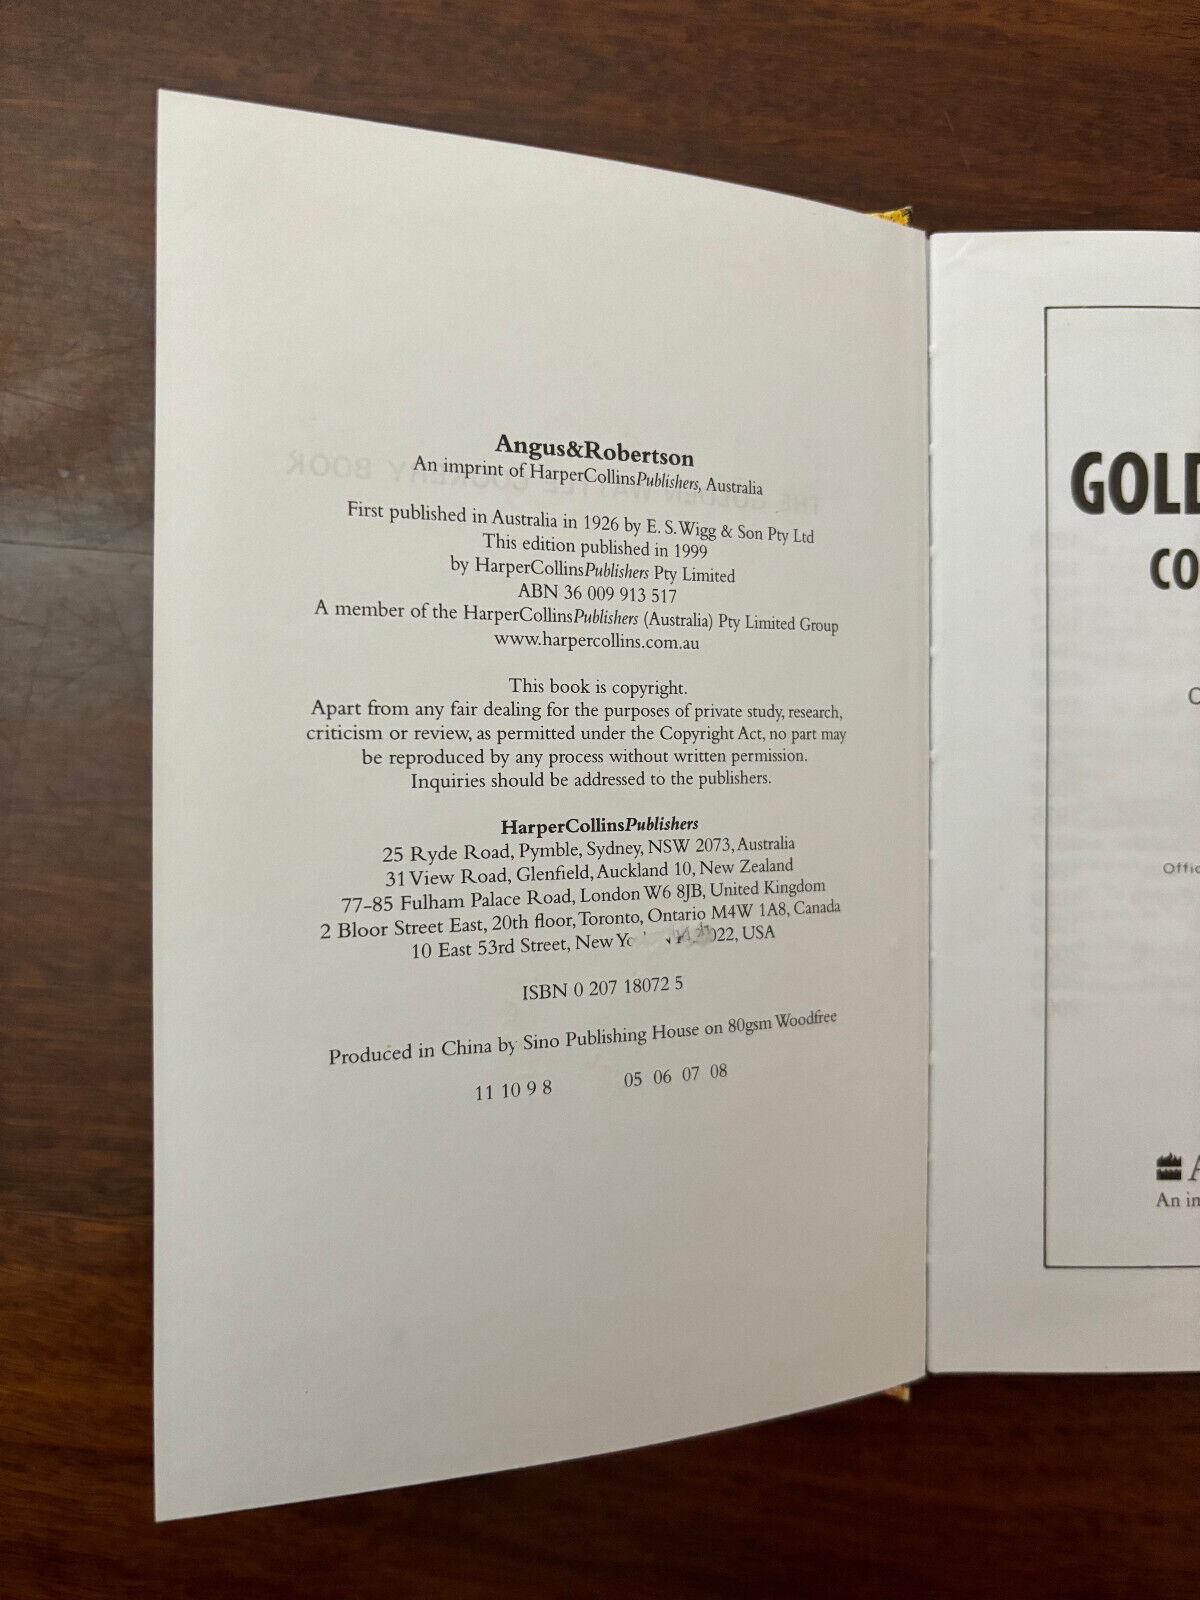 Angus&Robertson
An imprint of HarperCollinsPublishers, Australia
First published in Australia in 1926 by E. S. Wigg & Son Pty Ltd
This edition published in 1999
by HarperCollinsPublishers Pty Limited
ABN 36 009 913 517
A member of the HarperCollinsPublishers (Australia) Pty Limited Group
www.harpercollins.com.au
This book is copyright.
Apart from any fair dealing for the purposes of private study, research,
criticism or review, as permitted under the Copyright Act, no part may
be reproduced by any process without written permission.
Inquiries should be addressed to the publishers.
HarperCollinsPublishers
25 Ryde Road, Pymble, Sydney, NSW 2073, Australia
31 View Road, Glenfield, Auckland 10, New Zealand
77–85 Fulham Palace Road, London W6 8JB, United Kingdom
2 Bloor Street East, 20th floor, Toronto, Ontario M4W 1A8, Canada
10 East 53rd Street, New USA
ISBN 0 207 18072 5
Produced in China by Sino Publishing House on 80gsm Woodfree
11 10 9 8 05 06 07 08
GOLD
CO
Offic
A
An im